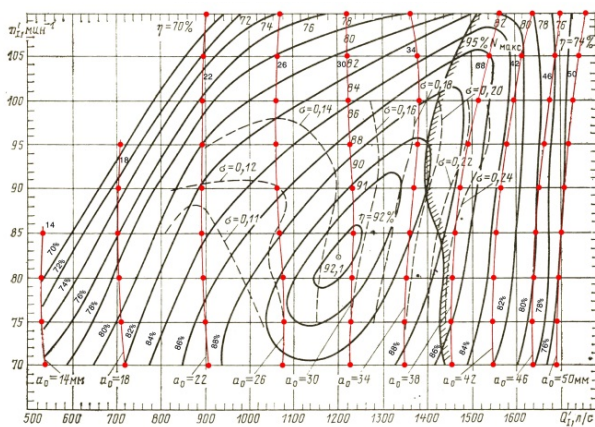 n'I, мин⁻¹ η=70% 72 74 76 78 78 80 82 80 78 76
105 80 34 95% Nмакс η=74%
22 26 30 82 88 42 46 50
100 σ=0,14 84 σ=0,16 σ=0,18 σ=0,20
86
95 18 88
σ=0,12 90 σ=0,22
90 91 σ=0,24
σ=0,11 η=92%
85 14
70% 92,1
80 72%
74%
76%
75 78% 80% 82% 84% 86% 88% 88% 86% 84% 82% 80% 78% 76%
70
a₀=14мм a₀=18 a₀=22 a₀=26 a₀=30 a₀=34 a₀=38 a₀=42 a₀=46 a₀=50мм
500 600 700 800 900 1000 1100 1200 1300 1400 1500 1600 Q'I, л/с